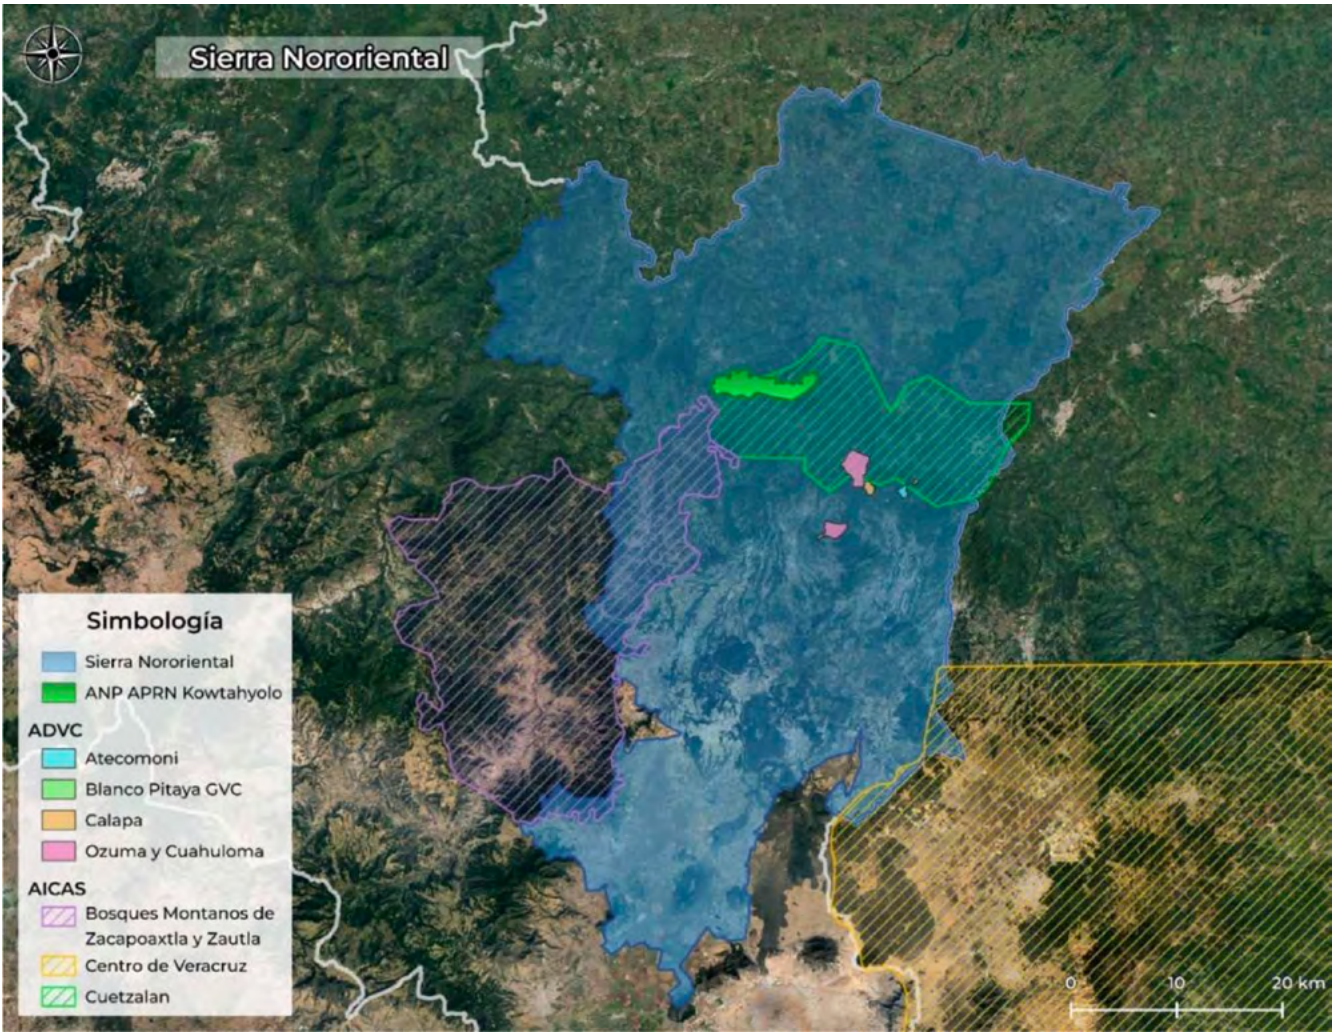 Sierra Nororiental
Simbología
Sierra Nororiental
ANP APRN Kowtahyolo
ADVC
Atecomoni
Blanco Pitaya GVC
Calapa
Ozuma y Cuahuloma
AICAS
Bosques Montanos de
Zacapoaxtla y Zautla
Centro de Veracruz
Cuetzalan
0 10 20 km